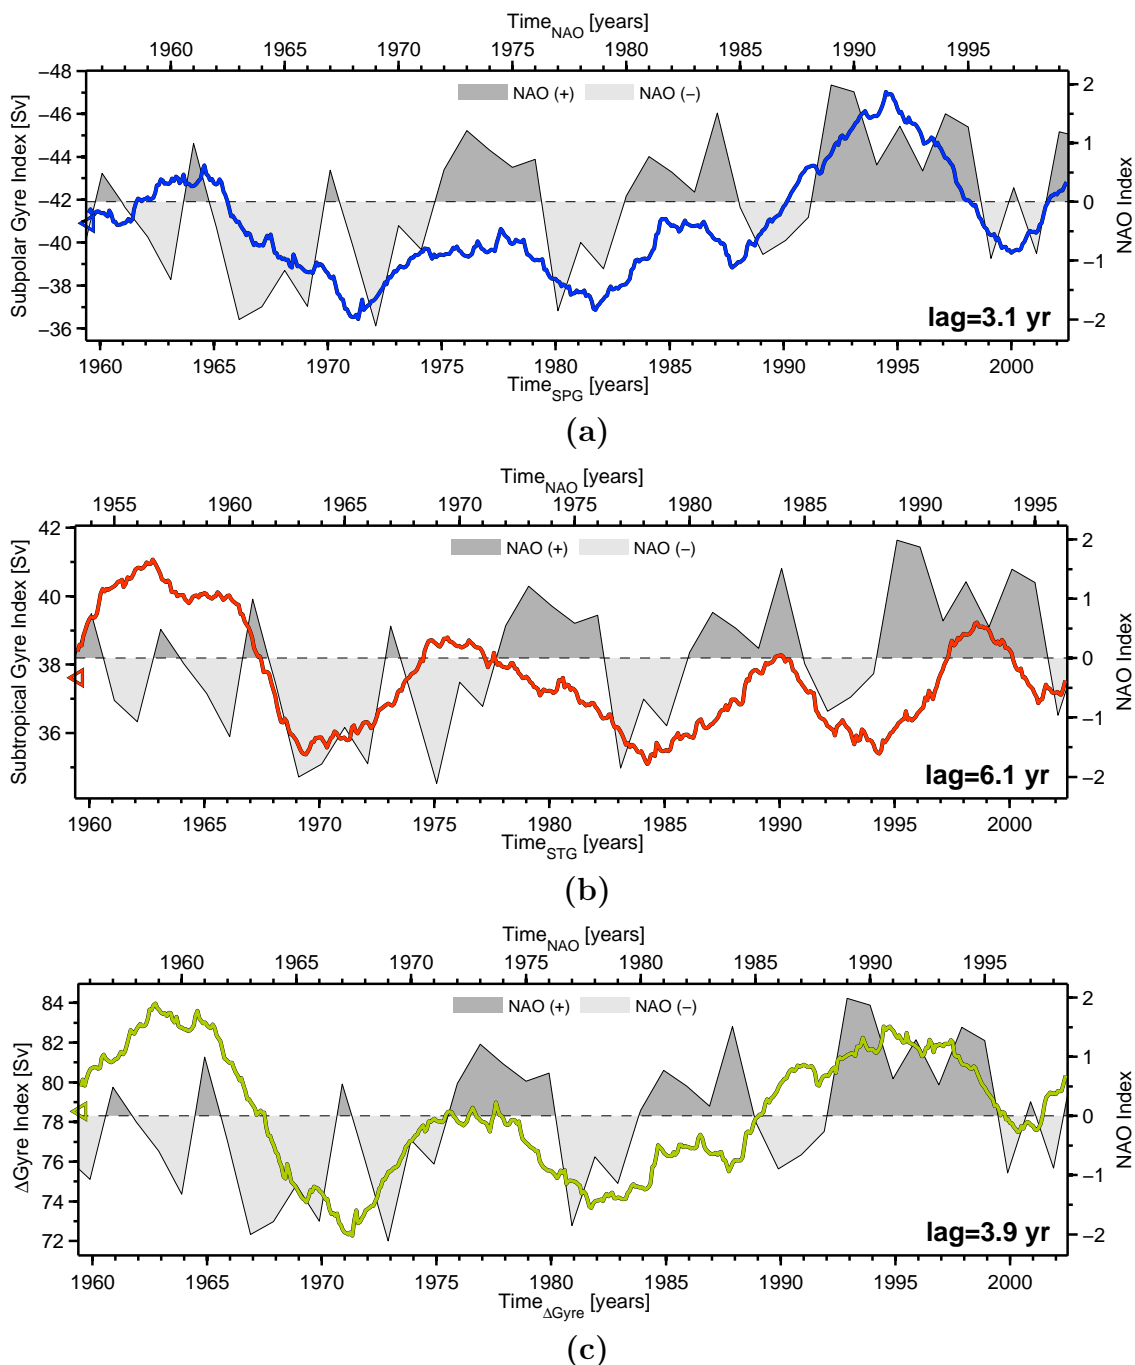 Time_NAO [years]
1960 1965 1970 1975 1980 1985 1990 1995
−48
−46
−44
−42
−40
−38
−36
Subpolar Gyre Index [Sv]
NAO (+) NAO (−)
2
1
0
−1
−2
NAO Index
lag=3.1 yr
1960 1965 1970 1975 1980 1985 1990 1995 2000
Time_SPG [years]
(a)
Time_NAO [years]
1955 1960 1965 1970 1975 1980 1985 1990 1995
42
40
38
36
Subtropical Gyre Index [Sv]
NAO (+) NAO (−)
2
1
0
−1
−2
NAO Index
lag=6.1 yr
1960 1965 1970 1975 1980 1985 1990 1995 2000
Time_STG [years]
(b)
Time_NAO [years]
1960 1965 1970 1975 1980 1985 1990 1995
84
82
80
78
76
74
72
ΔGyre Index [Sv]
NAO (+) NAO (−)
2
1
0
−1
−2
NAO Index
lag=3.9 yr
1960 1965 1970 1975 1980 1985 1990 1995 2000
Time_ΔGyre [years]
(c)